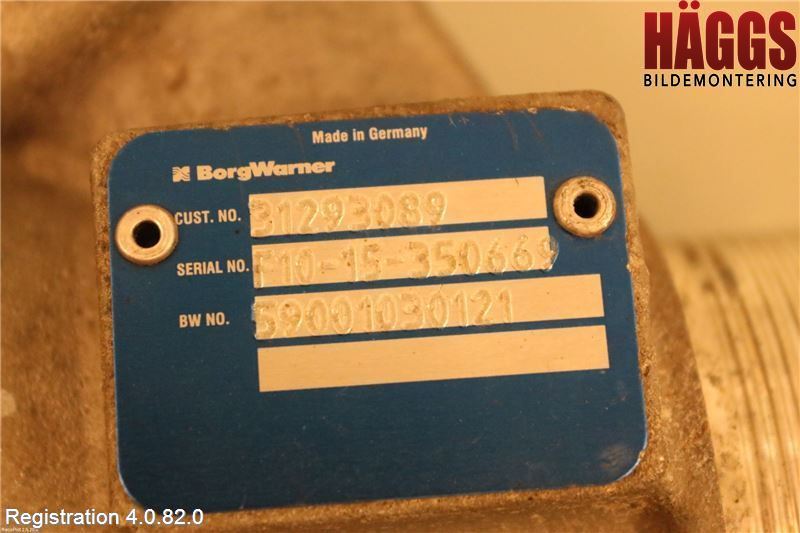 HÄGGS
BILDEMONTERING
Made in Germany
BorgWarner
CUST. NO. 31293089
SERIAL NO. F10-15-350669
BW NO. 59001030121
Registration 4.0.82.0